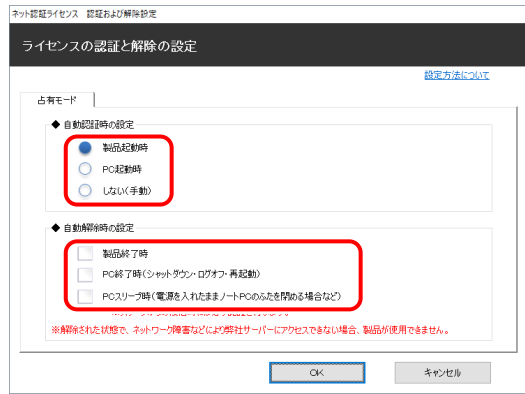 ネット認証ライセンス 認証および解除設定
ライセンスの認証と解除の設定
設定方法について
占有モード
◆ 自動認証時の設定
製品起動時
PC起動時
しない(手動)
◆ 自動解除時の設定
製品終了時
PC終了時(シャットダウン・ログオフ・再起動)
PCスリープ時(電源を入れたままノートPCのふたを閉める場合など)
※解除された状態で、ネットワーク障害などにより弊社サーバーにアクセスできない場合、製品が使用できません。
OK
キャンセル